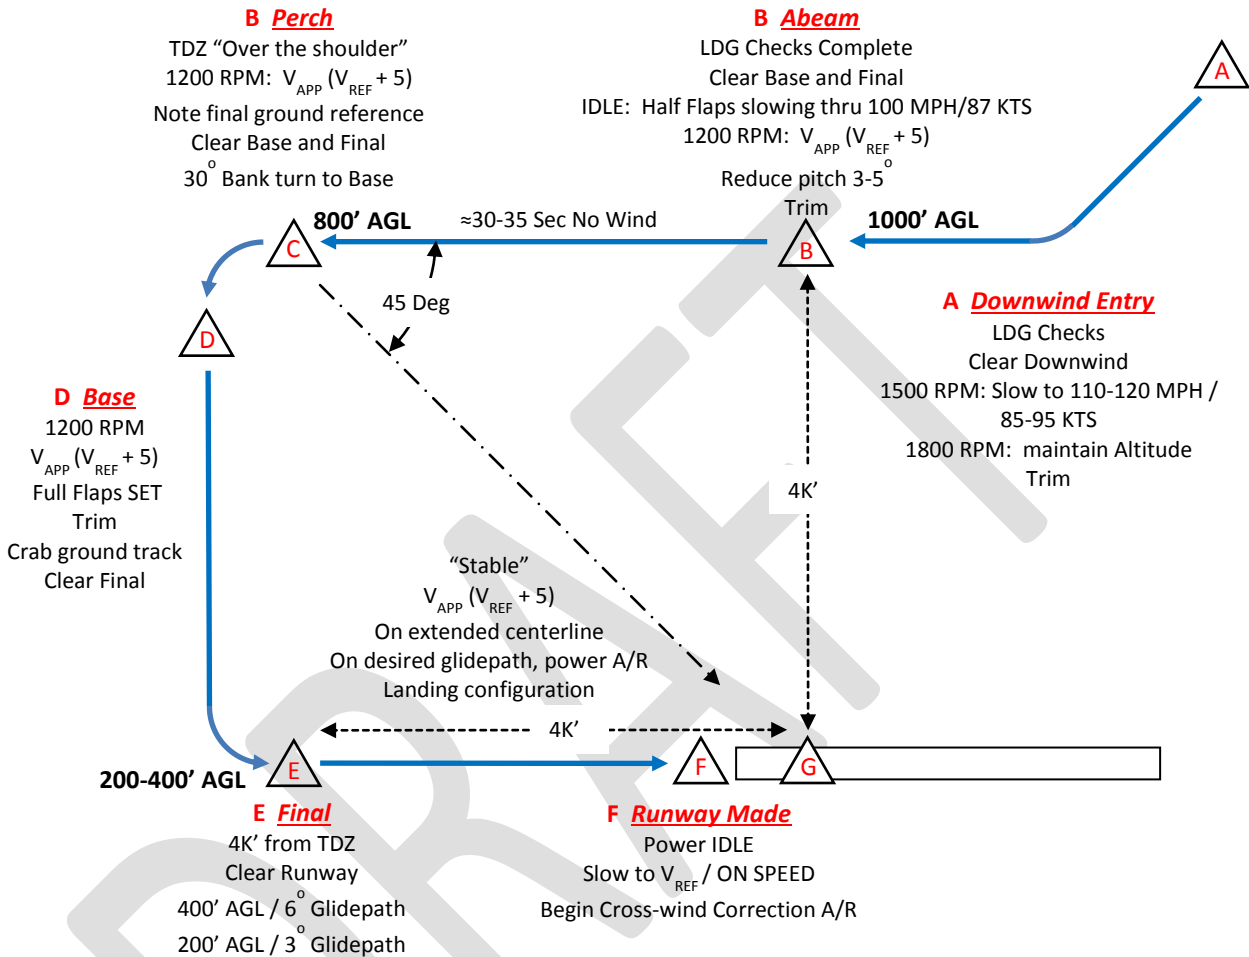 B Perch
TDZ “Over the shoulder”
1200 RPM: VAPP (VREF + 5)
Note final ground reference
Clear Base and Final
30o Bank turn to Base
B Abeam
LDG Checks Complete
Clear Base and Final
IDLE: Half Flaps slowing thru 100 MPH/87 KTS
1200 RPM: VAPP (VREF + 5)
Reduce pitch 3-5o
Trim
A
800’ AGL
≈30-35 Sec No Wind
1000’ AGL
C
B
45 Deg
D
A Downwind Entry
LDG Checks
Clear Downwind
1500 RPM: Slow to 110-120 MPH /
85-95 KTS
1800 RPM: maintain Altitude
Trim
D Base
1200 RPM
VAPP (VREF + 5)
Full Flaps SET
Trim
Crab ground track
Clear Final
4K’
“Stable”
VAPP (VREF + 5)
On extended centerline
On desired glidepath, power A/R
Landing configuration
4K’
200-400’ AGL
E
F
G
E Final
4K’ from TDZ
Clear Runway
400’ AGL / 6o Glidepath
200’ AGL / 3o Glidepath
F Runway Made
Power IDLE
Slow to VREF / ON SPEED
Begin Cross-wind Correction A/R
DRAFT